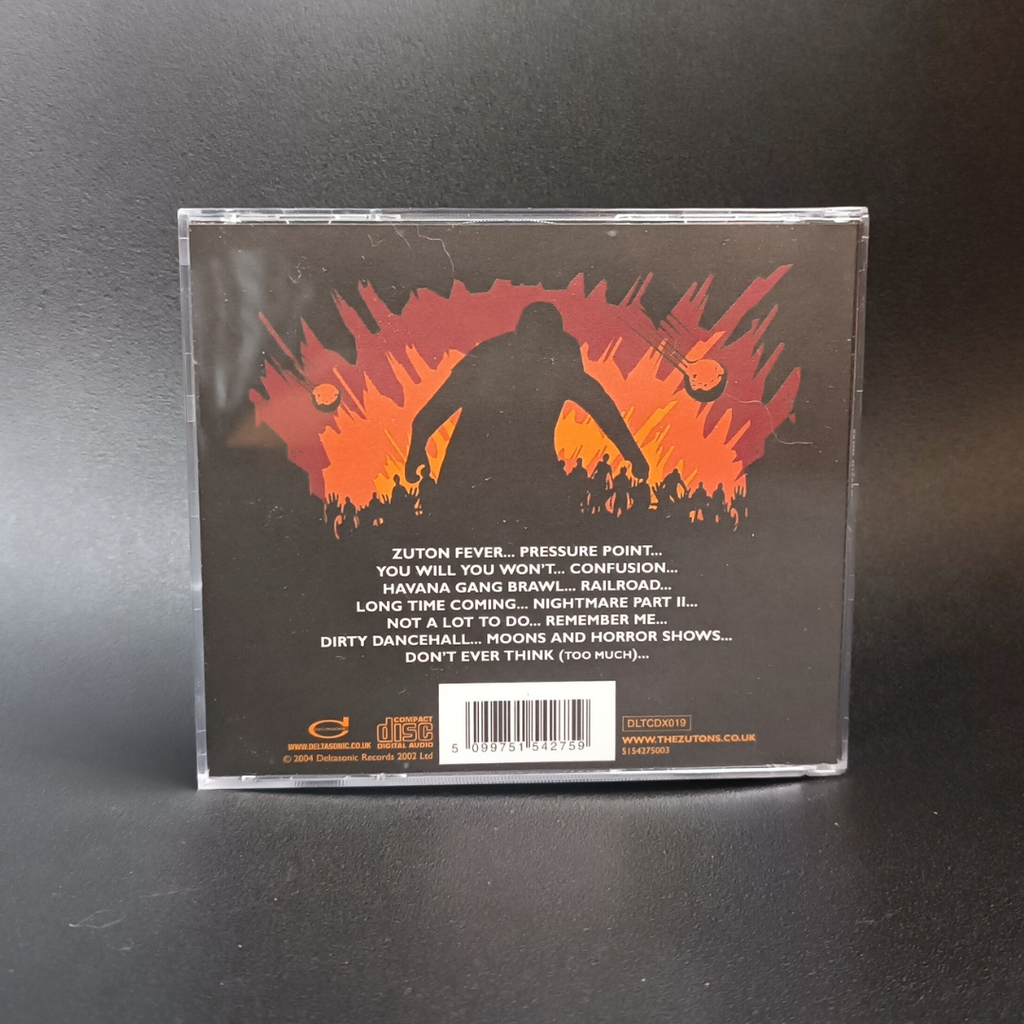 ZUTON FEVER... PRESSURE POINT...
YOU WILL YOU WON'T... CONFUSION...
HAVANA GANG BRAWL... RAILROAD...
LONG TIME COMING... NIGHTMARE PART II...
NOT A LOT TO DO... REMEMBER ME...
DIRTY DANCEHALL... MOONS AND HORROR SHOWS...
DON'T EVER THINK (TOO MUCH)...
WWW.DELTASONIC.CO.UK
© 2004 Deltasonic Records 2002 Ltd
COMPACT
disc
DIGITAL AUDIO
5 099751 542759
DLTCDX019
WWW.THEZUTONS.CO.UK
5154275003